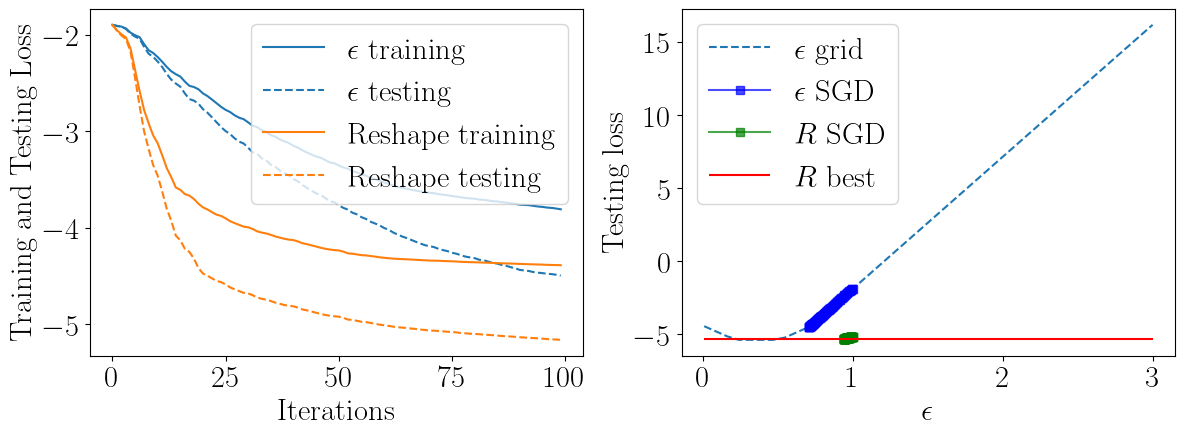 Training and Testing Loss
−2
−3
−4
−5
ϵ training
ϵ testing
Reshape training
Reshape testing
0
25
50
75
100
Iterations
Testing loss
15
10
5
0
−5
ϵ grid
ϵ SGD
R SGD
R best
0
1
2
3
ϵ